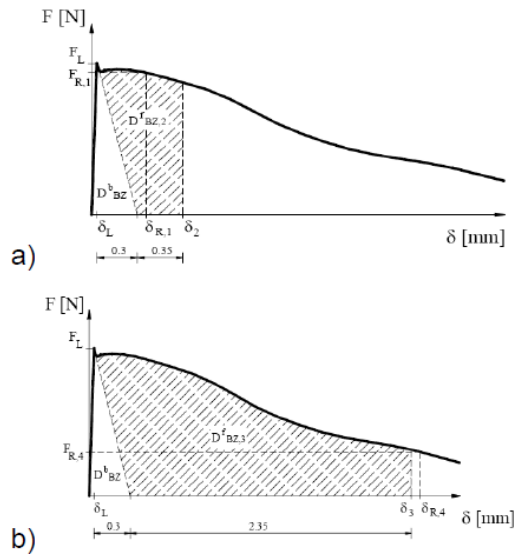 F [N]
F_L
F_R,1
D^f_BZ,2
D^b_BZ
δ_L
δ_R,1
δ_2
δ [mm]
0.3
0.35
a)
F [N]
F_L
F_R,4
D^f_BZ,3
D^b_BZ
δ_L
δ_3
δ_R,4
δ [mm]
0.3
2.35
b)